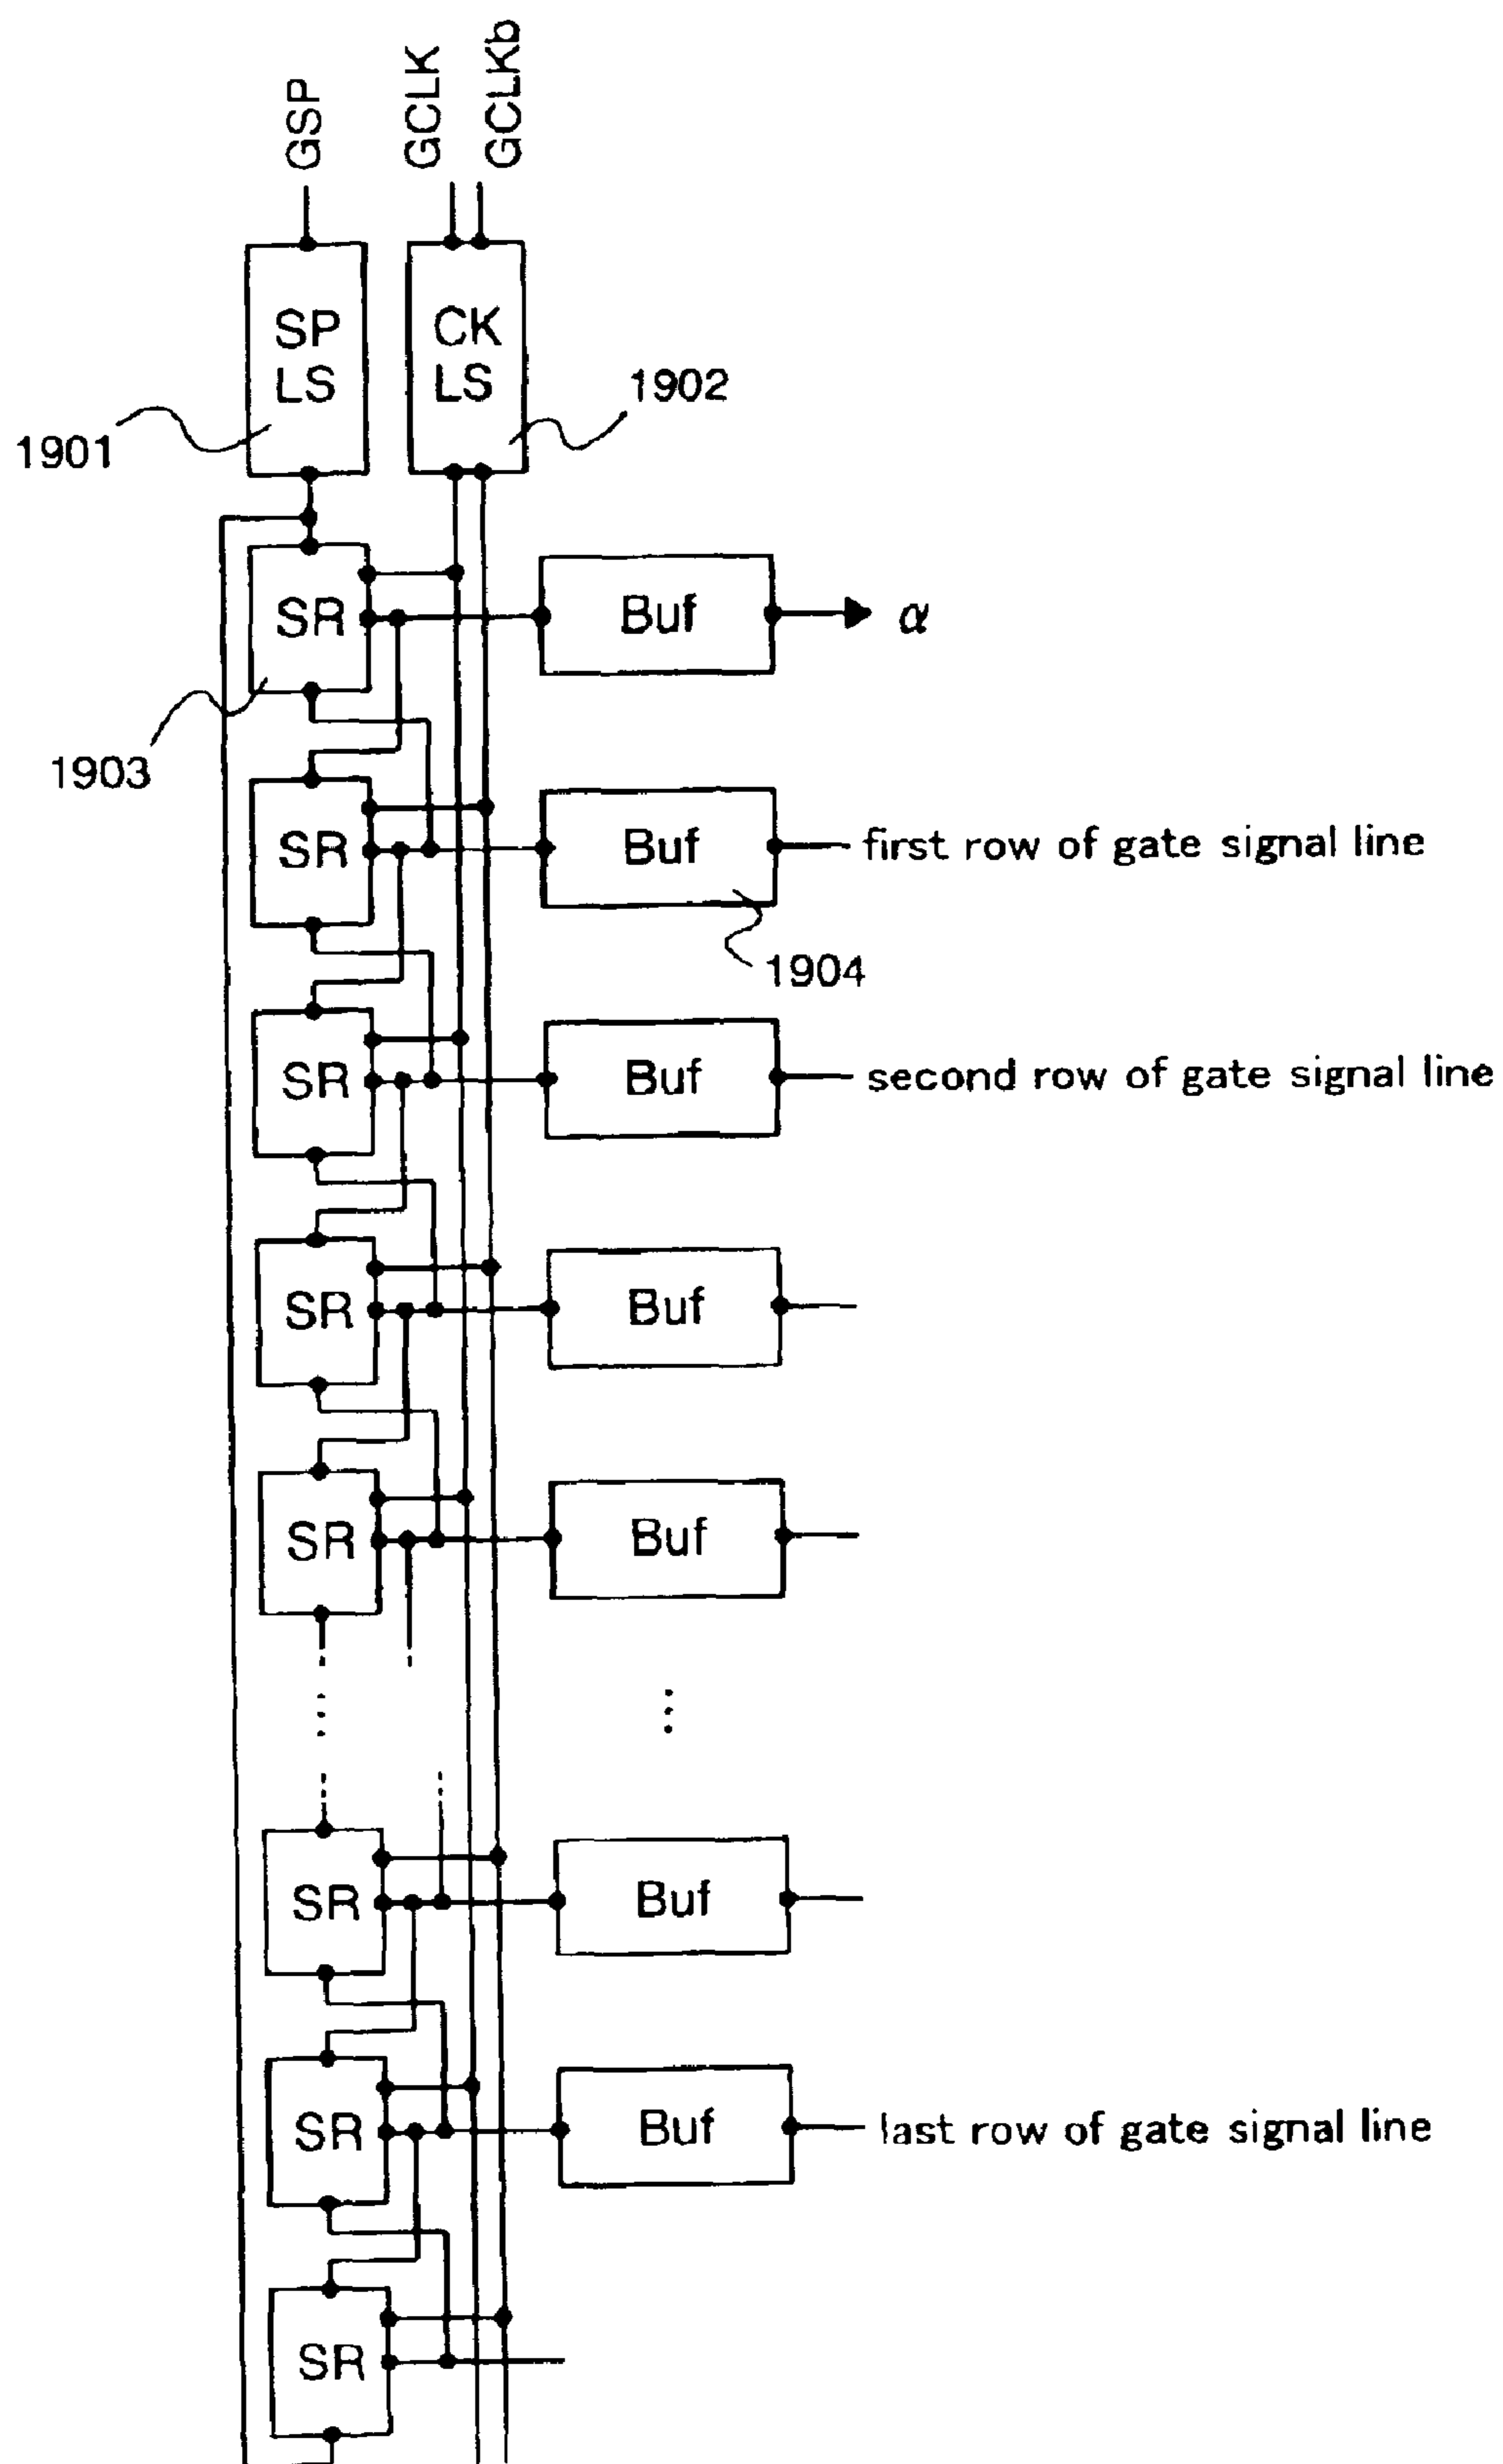 GSP
GCLK
GCLKb
SP
LS
CK
LS
1901
1902
SR
Buf
α
1903
SR
Buf
first row of gate signal line
1904
SR
Buf
second row of gate signal line
SR
Buf
SR
Buf
SR
Buf
SR
Buf
last row of gate signal line
SR